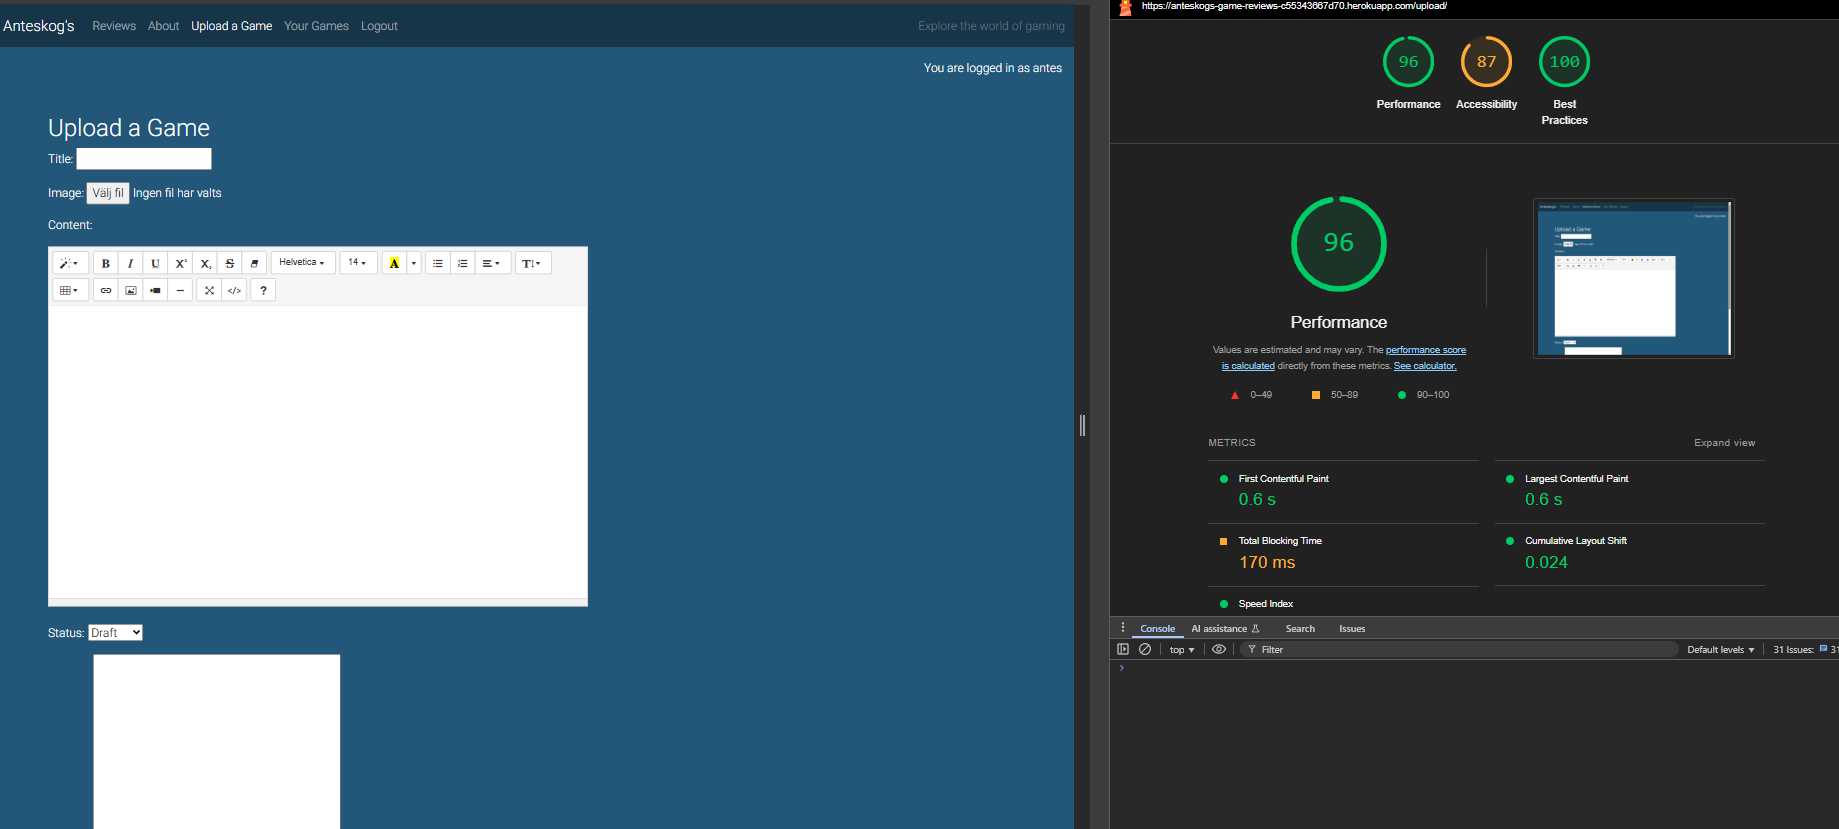 Anteskog's Reviews About Upload a Game Your Games Logout Explore the world of gaming
You are logged in as antes
Upload a Game
Title:
Image: Välj fil Ingen fil har valts
Content:
B I U X² X₂ S Helvetica 14 A TI
</> ?
Status: Draft
https://anteskogs-game-reviews-c55343667d70.herokuapp.com/upload/
96 87 100
Performance Accessibility Best
Practices
96
Performance
Values are estimated and may vary. The performance score
is calculated directly from these metrics. See calculator.
0–49 50–89 90–100
METRICS Expand view
First Contentful Paint
0.6 s
Largest Contentful Paint
0.6 s
Total Blocking Time
170 ms
Cumulative Layout Shift
0.024
Speed Index
Console AI assistance Search Issues
top Filter Default levels 31 Issues: 31